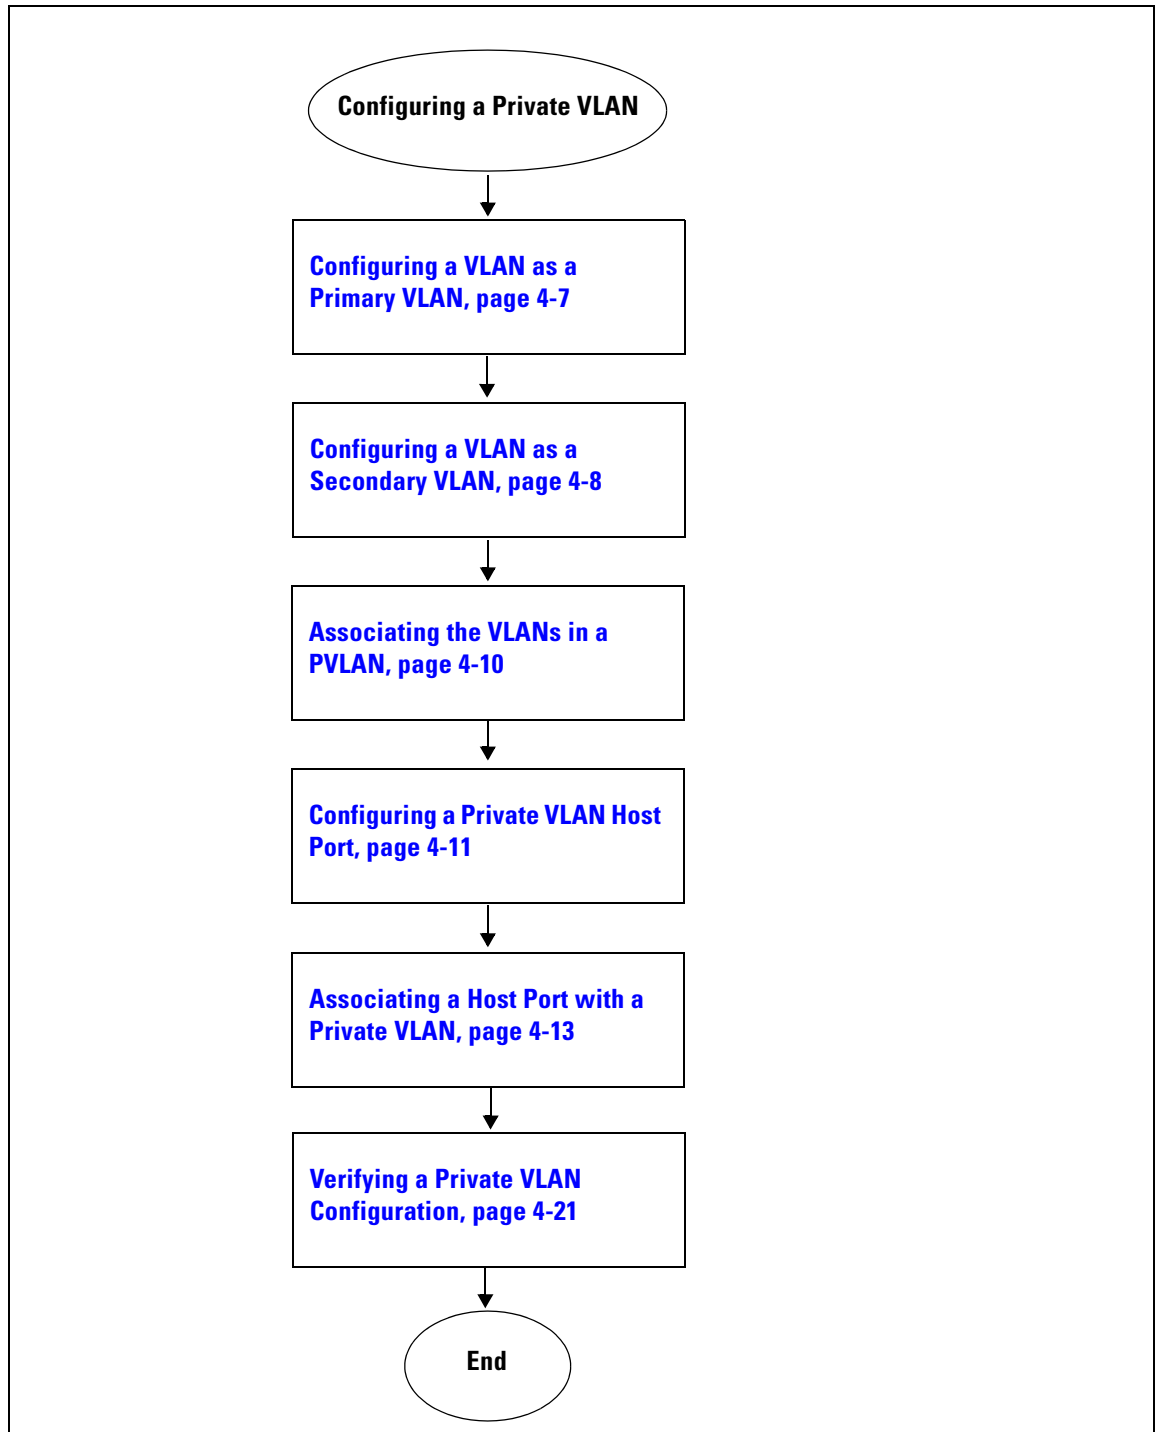 Configuring a Private VLAN
Configuring a VLAN as a
Primary VLAN, page 4-7
Configuring a VLAN as a
Secondary VLAN, page 4-8
Associating the VLANs in a
PVLAN, page 4-10
Configuring a Private VLAN Host
Port, page 4-11
Associating a Host Port with a
Private VLAN, page 4-13
Verifying a Private VLAN
Configuration, page 4-21
End